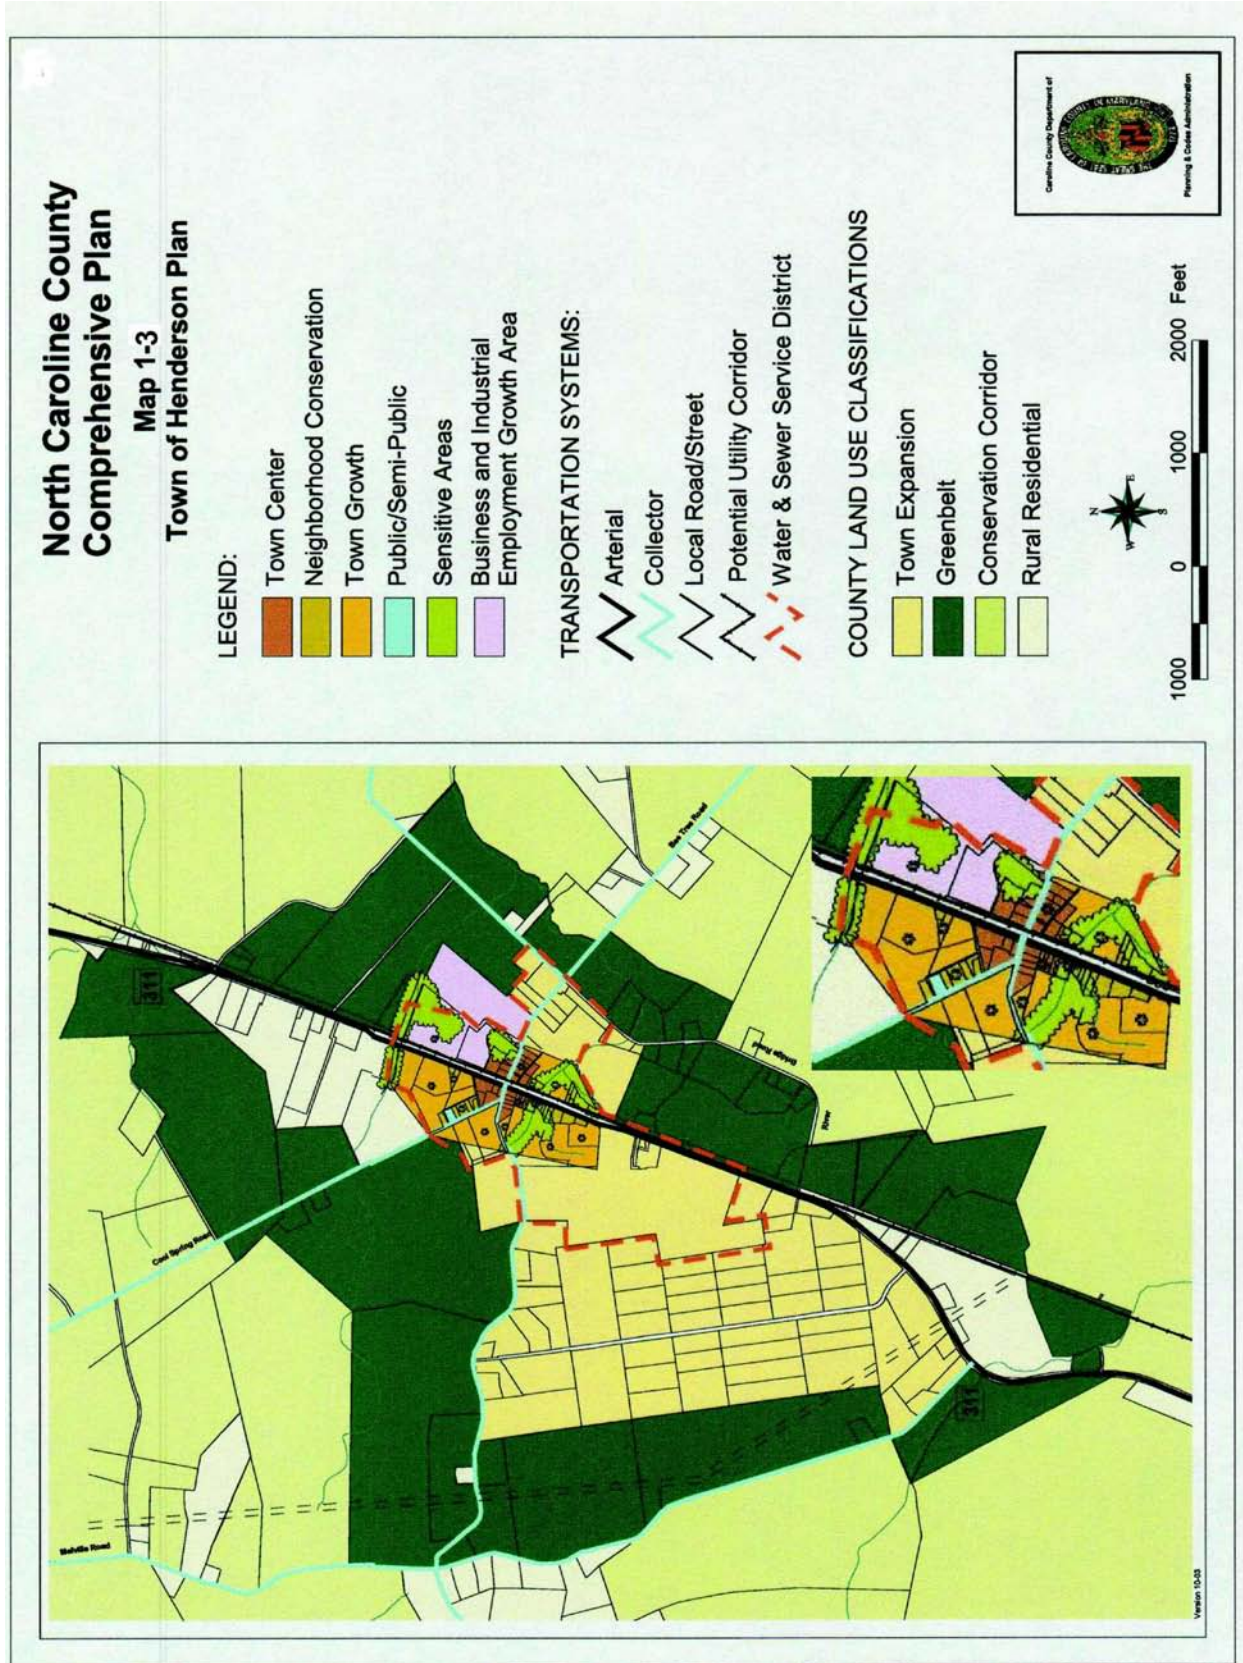 North Caroline County
Comprehensive Plan
Map 1-3
Town of Henderson Plan
LEGEND:
Town Center
Neighborhood Conservation
Town Growth
Public/Semi-Public
Sensitive Areas
Business and Industrial
Employment Growth Area
TRANSPORTATION SYSTEMS:
Arterial
Collector
Local Road/Street
Potential Utility Corridor
Water & Sewer Service District
COUNTY LAND USE CLASSIFICATIONS
Town Expansion
Greenbelt
Conservation Corridor
Rural Residential
N
W
E
S
1000
0
1000
2000 Feet
Caroline County Department of
Planning & Codes Administration
Melville Road
Cool Spring Road
311
Bee Tree Road
Bridge Road
River
311
Version 10-03